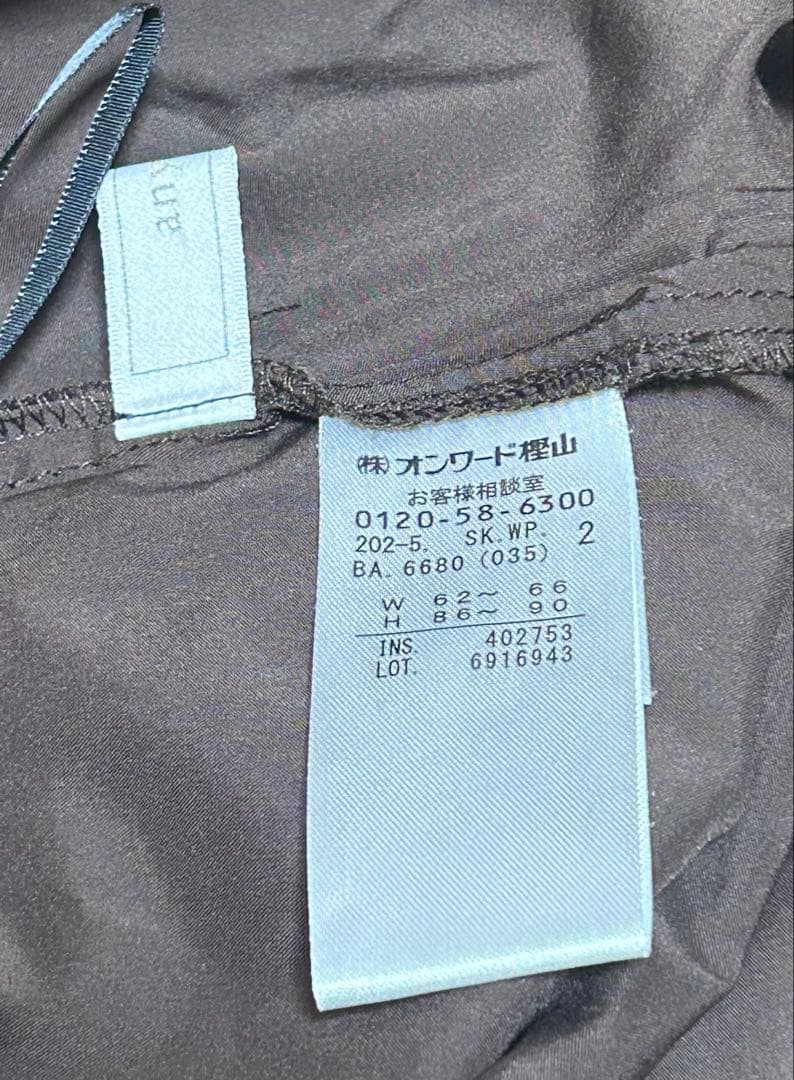 ㈱オンワード樫山
お客様相談室
0120-58-6300
202-5. SK.WP. 2
BA. 6680 (035)
W 62～ 66
H 86～ 90
INS. 402753
LOT. 6916943